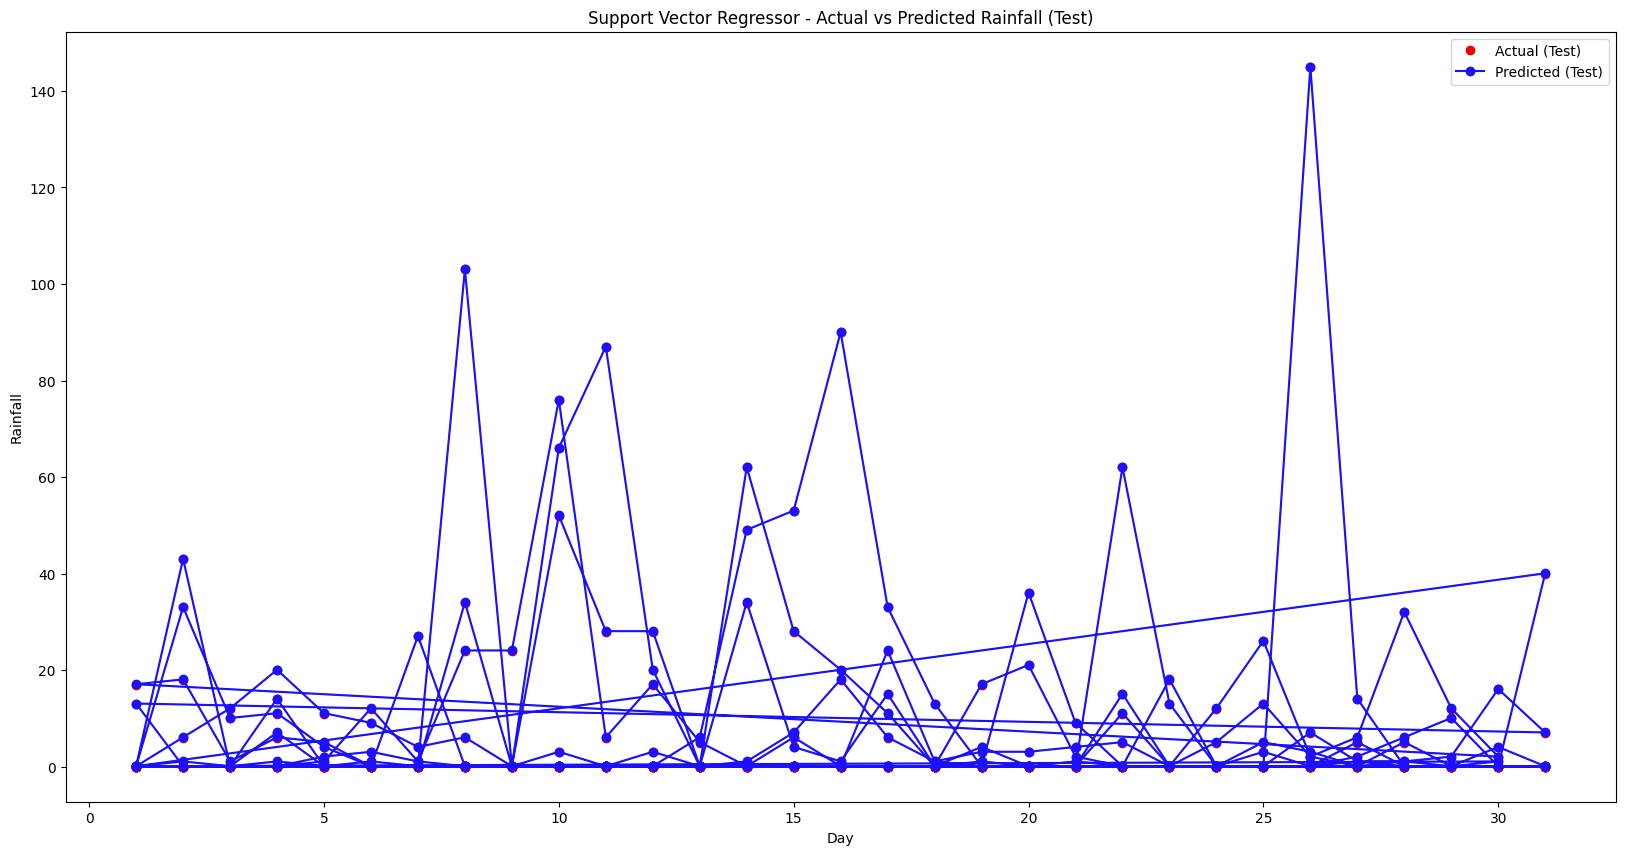 Support Vector Regressor - Actual vs Predicted Rainfall (Test)
Actual (Test)
Predicted (Test)
140
120
100
80
60
40
20
0
Rainfall
0 5 10 15 20 25 30
Day